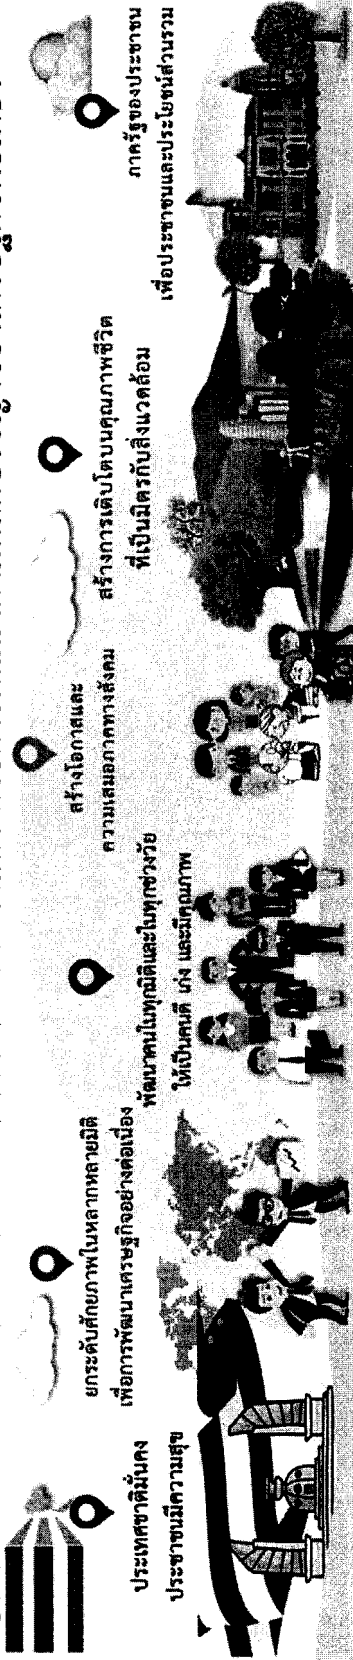 ประเทศชาติมั่นคง
ประชาชนมีความสุข
ยกระดับศักยภาพในหลากหลายมิติ
เพื่อการพัฒนาเศรษฐกิจอย่างต่อเนื่อง
พัฒนาคนในทุกมิติและในทุกช่วงวัย
ให้เป็นคนดี เก่ง และมีคุณภาพ
สร้างโอกาสและ
ความเสมอภาคทางสังคม
สร้างการเติบโตบนคุณภาพชีวิต
ที่เป็นมิตรกับสิ่งแวดล้อม
ภาครัฐของประชาชน
เพื่อประชาชนและประโยชน์ส่วนรวม